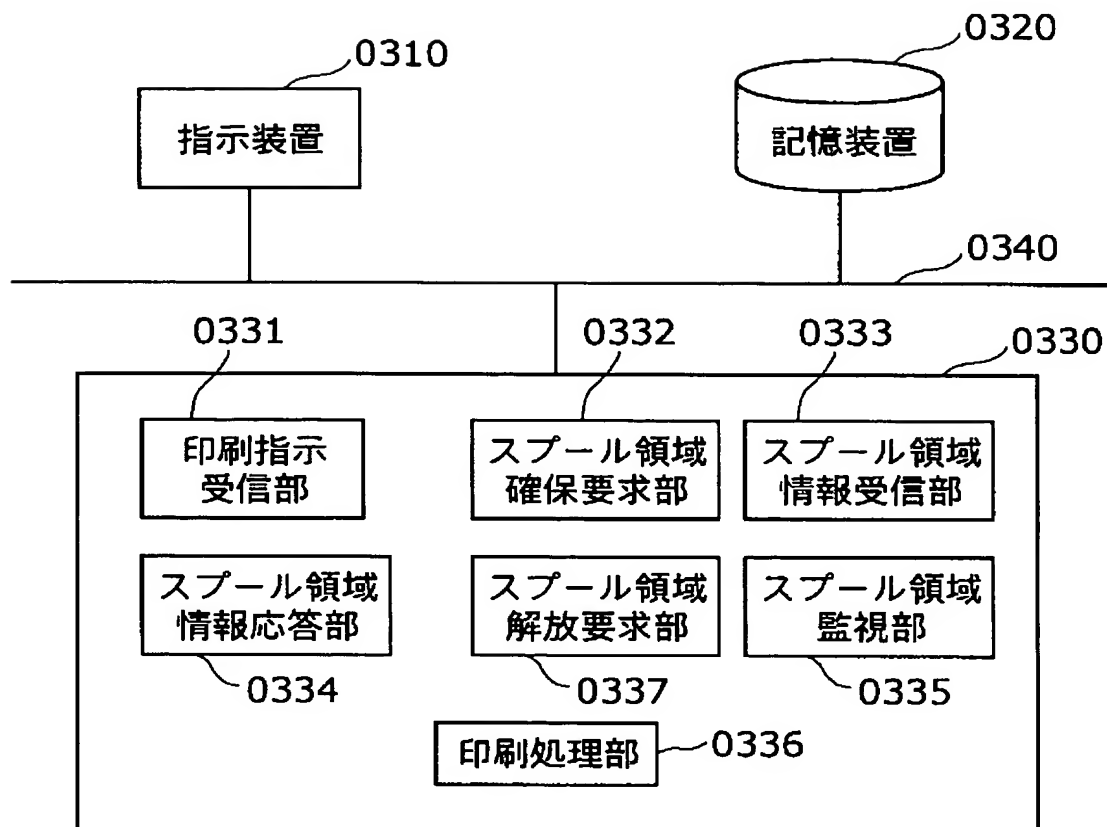 0310
0320
指示装置
記憶装置
0340
0331
0332
0333
0330
印刷指示
受信部
スプール領域
確保要求部
スプール領域
情報受信部
スプール領域
情報応答部
スプール領域
解放要求部
スプール領域
監視部
0334
0337
0335
印刷処理部
0336